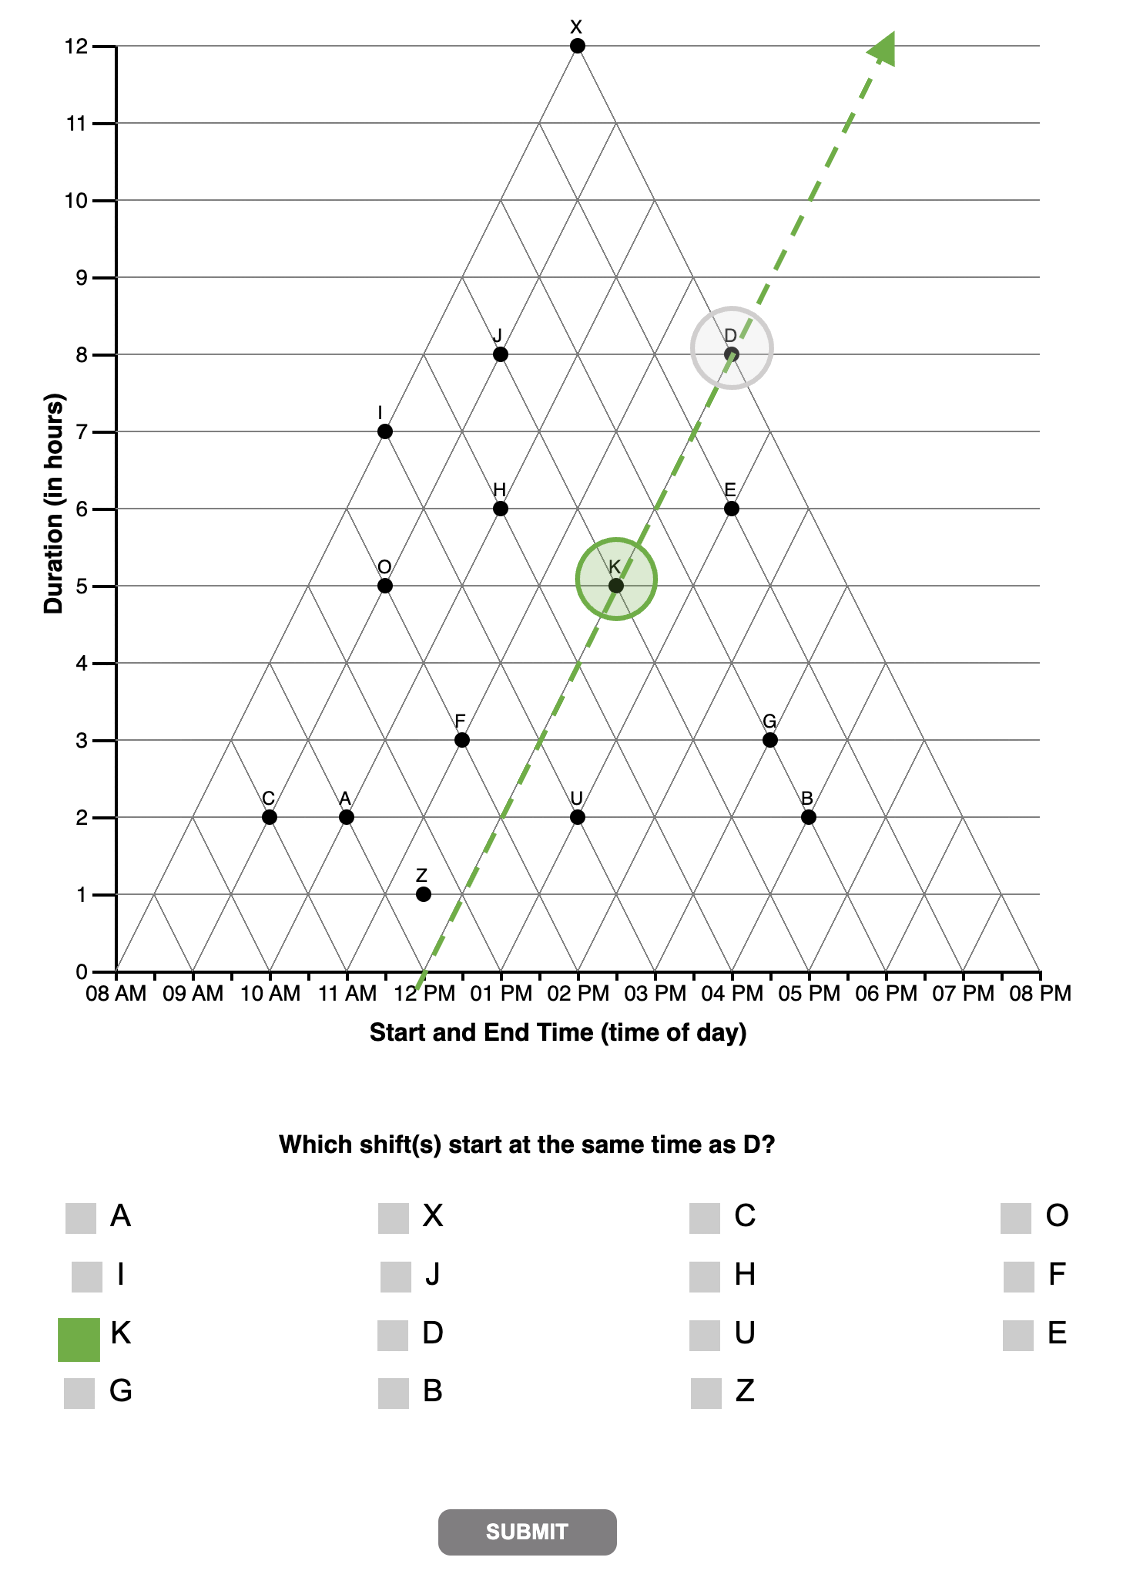 X
12
11
10
9
J
D
8
I
7
H
E
6
O
K
5
4
F
G
3
C
A
U
B
2
Z
1
0
Duration (in hours)
08 AM 09 AM 10 AM 11 AM 12 PM 01 PM 02 PM 03 PM 04 PM 05 PM 06 PM 07 PM 08 PM
Start and End Time (time of day)
Which shift(s) start at the same time as D?
A X C O
I J H F
K D U E
G B Z
SUBMIT